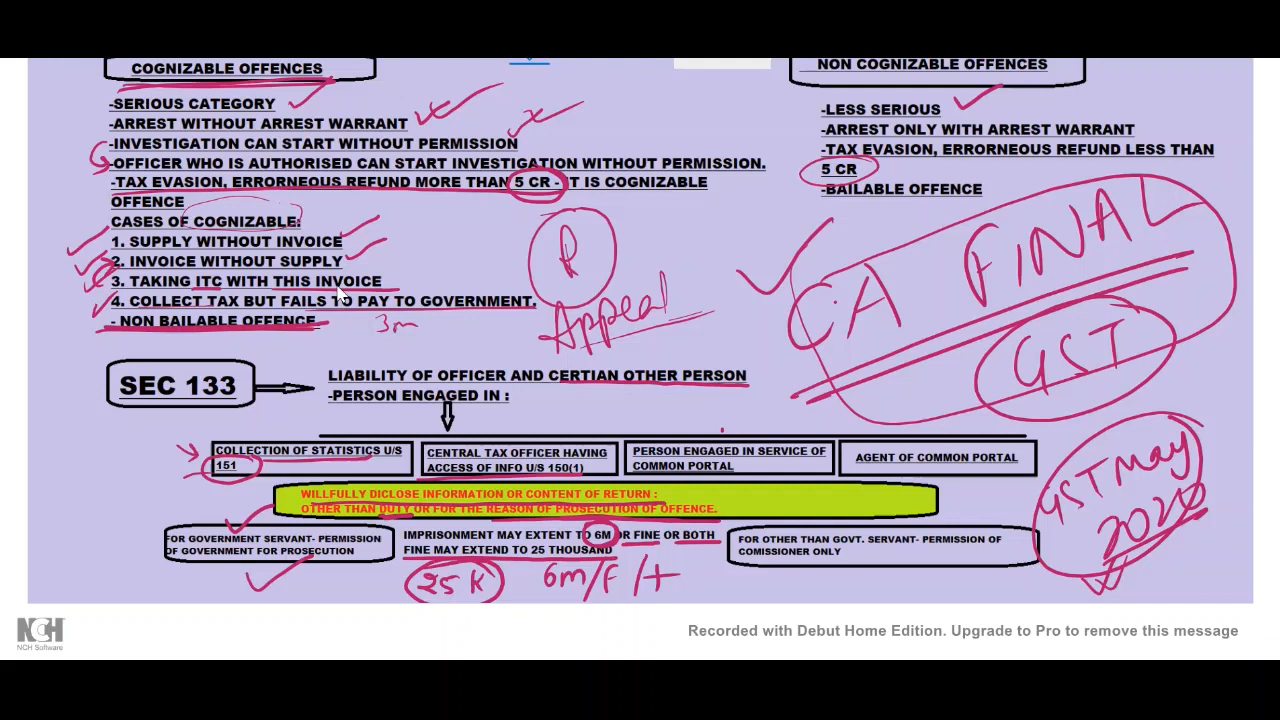 COGNIZABLE OFFENCES
-SERIOUS CATEGORY
-ARREST WITHOUT ARREST WARRANT
-INVESTIGATION CAN START WITHOUT PERMISSION
-OFFICER WHO IS AUTHORISED CAN START INVESTIGATION WITHOUT PERMISSION.
-TAX EVASION, ERRORNEOUS REFUND MORE THAN 5 CR - IT IS COGNIZABLE
OFFENCE
CASES OF COGNIZABLE:
1. SUPPLY WITHOUT INVOICE
2. INVOICE WITHOUT SUPPLY
3. TAKING ITC WITH THIS INVOICE
4. COLLECT TAX BUT FAILS TO PAY TO GOVERNMENT.
- NON BAILABLE OFFENCE
3m
R
Appeal
NON COGNIZABLE OFFENCES
-LESS SERIOUS
-ARREST ONLY WITH ARREST WARRANT
-TAX EVASION, ERRORNEOUS REFUND LESS THAN
5 CR
-BAILABLE OFFENCE
CA FINAL
GST
SEC 133
LIABILITY OF OFFICER AND CERTIAN OTHER PERSON
-PERSON ENGAGED IN :
COLLECTION OF STATISTICS U/S
151
CENTRAL TAX OFFICER HAVING
ACCESS OF INFO U/S 150(1)
PERSON ENGAGED IN SERVICE OF
COMMON PORTAL
AGENT OF COMMON PORTAL
GST May
2020
WILLFULLY DICLOSE INFORMATION OR CONTENT OF RETURN :
OTHER THAN DUTY OR FOR THE REASON OF PROSECUTION OF OFFENCE.
FOR GOVERNMENT SERVANT- PERMISSION
OF GOVERNMENT FOR PROSECUTION
IMPRISONMENT MAY EXTENT TO 6M OR FINE OR BOTH
FINE MAY EXTEND TO 25 THOUSAND
FOR OTHER THAN GOVT. SERVANT- PERMISSION OF
COMISSIONER ONLY
25 K
6m/F/+
NCH
NCH Software
Recorded with Debut Home Edition. Upgrade to Pro to remove this message